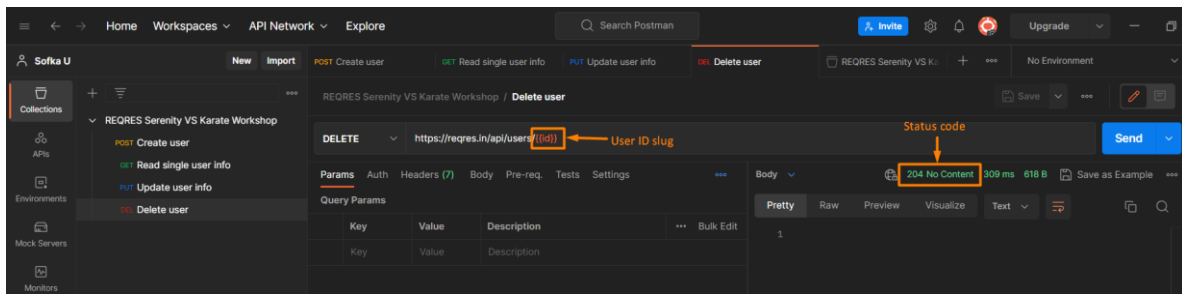 Home Workspaces API Network Explore Search Postman Invite Upgrade
Sofka U New Import POST Create user GET Read single user info PUT Update user info DEL Delete user REQRES Serenity VS Ka No Environment
Collections REQRES Serenity VS Karate Workshop / Delete user Save
REQRES Serenity VS Karate Workshop
APIs POST Create user DELETE https://reqres.in/api/users/{{id}} User ID slug Status code Send
GET Read single user info Params Auth Headers (7) Body Pre-req. Tests Settings Body 204 No Content 309 ms 618 B Save as Example
Environments PUT Update user info Query Params
DEL Delete user Pretty Raw Preview Visualize Text
Mock Servers Key Value Description Bulk Edit 1
Key Value Description
Monitors